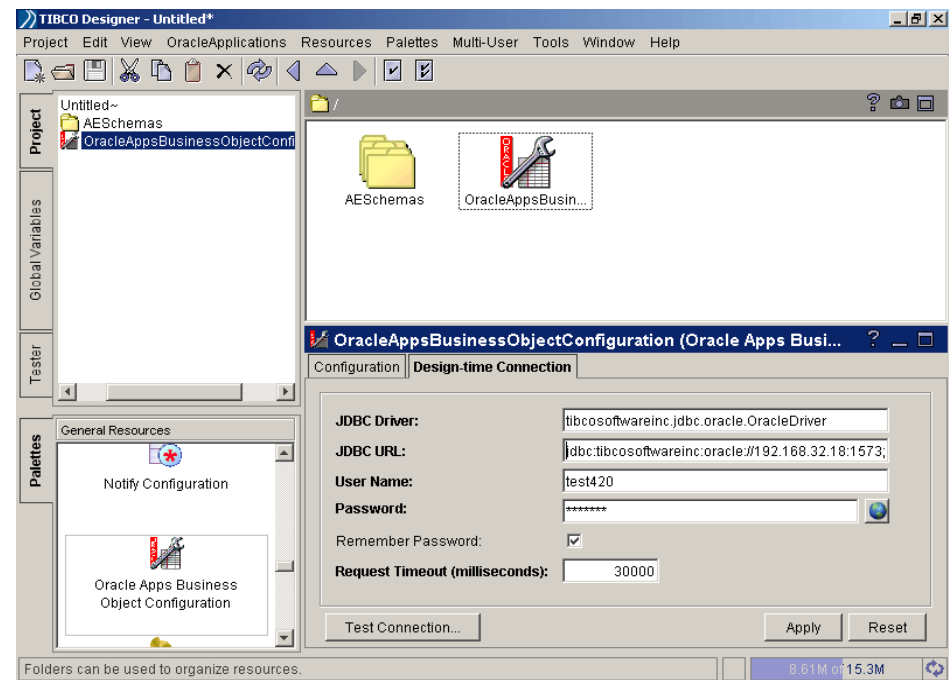 TIBCO Designer - Untitled*
Project Edit View OracleApplications Resources Palettes Multi-User Tools Window Help
Project
Global Variables
Tester
Untitled~
AESchemas
OracleAppsBusinessObjectConfi
/
AESchemas
OracleAppsBusin...
ORACLE
Palettes
General Resources
Notify Configuration
Oracle Apps Business
Object Configuration
OracleAppsBusinessObjectConfiguration (Oracle Apps Busi...
Configuration Design-time Connection
JDBC Driver: tibcosoftwareinc.jdbc.oracle.OracleDriver
JDBC URL: jdbc:tibcosoftwareinc:oracle://192.168.32.18:1573;
User Name: test420
Password: *******
Remember Password:
Request Timeout (milliseconds): 30000
Test Connection... Apply Reset
Folders can be used to organize resources. 8.61M of 15.3M